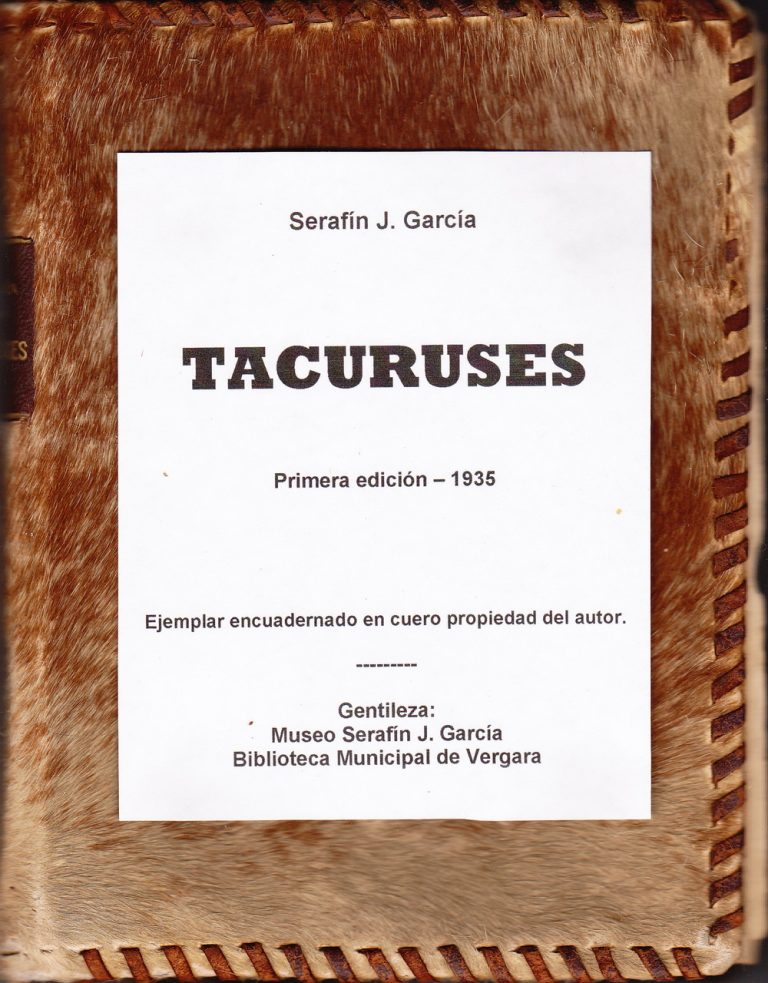 Serafín J. García
TACURUSES
Primera edición – 1935
Ejemplar encuadernado en cuero propiedad del autor.
---------
Gentileza:
Museo Serafín J. García
Biblioteca Municipal de Vergara
ES